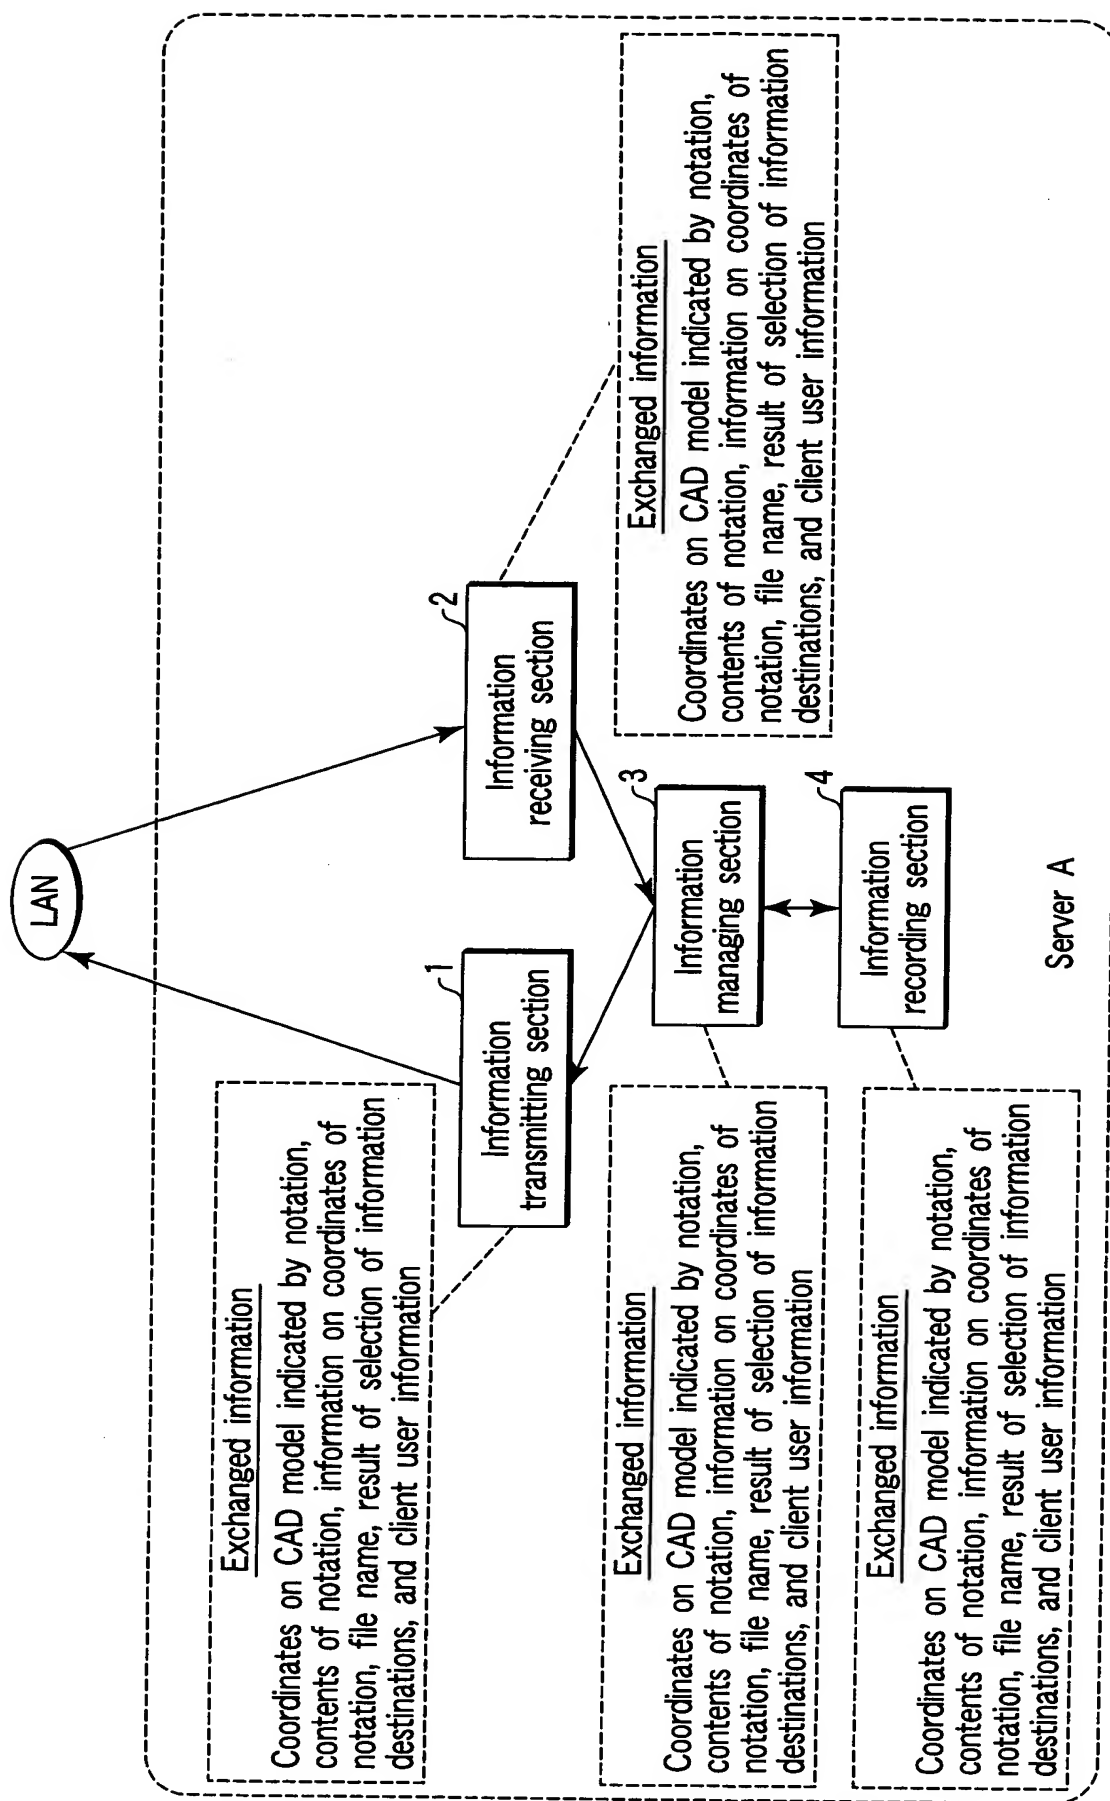 LAN
Exchanged information
Coordinates on CAD model indicated by notation,
contents of notation, information on coordinates of
notation, file name, result of selection of information
destinations, and client user information
1
Information
transmitting section
2
Information
receiving section
Exchanged information
Coordinates on CAD model indicated by notation,
contents of notation, information on coordinates of
notation, file name, result of selection of information
destinations, and client user information
Exchanged information
Coordinates on CAD model indicated by notation,
contents of notation, information on coordinates of
notation, file name, result of selection of information
destinations, and client user information
3
Information
managing section
Exchanged information
Coordinates on CAD model indicated by notation,
contents of notation, information on coordinates of
notation, file name, result of selection of information
destinations, and client user information
4
Information
recording section
Server A